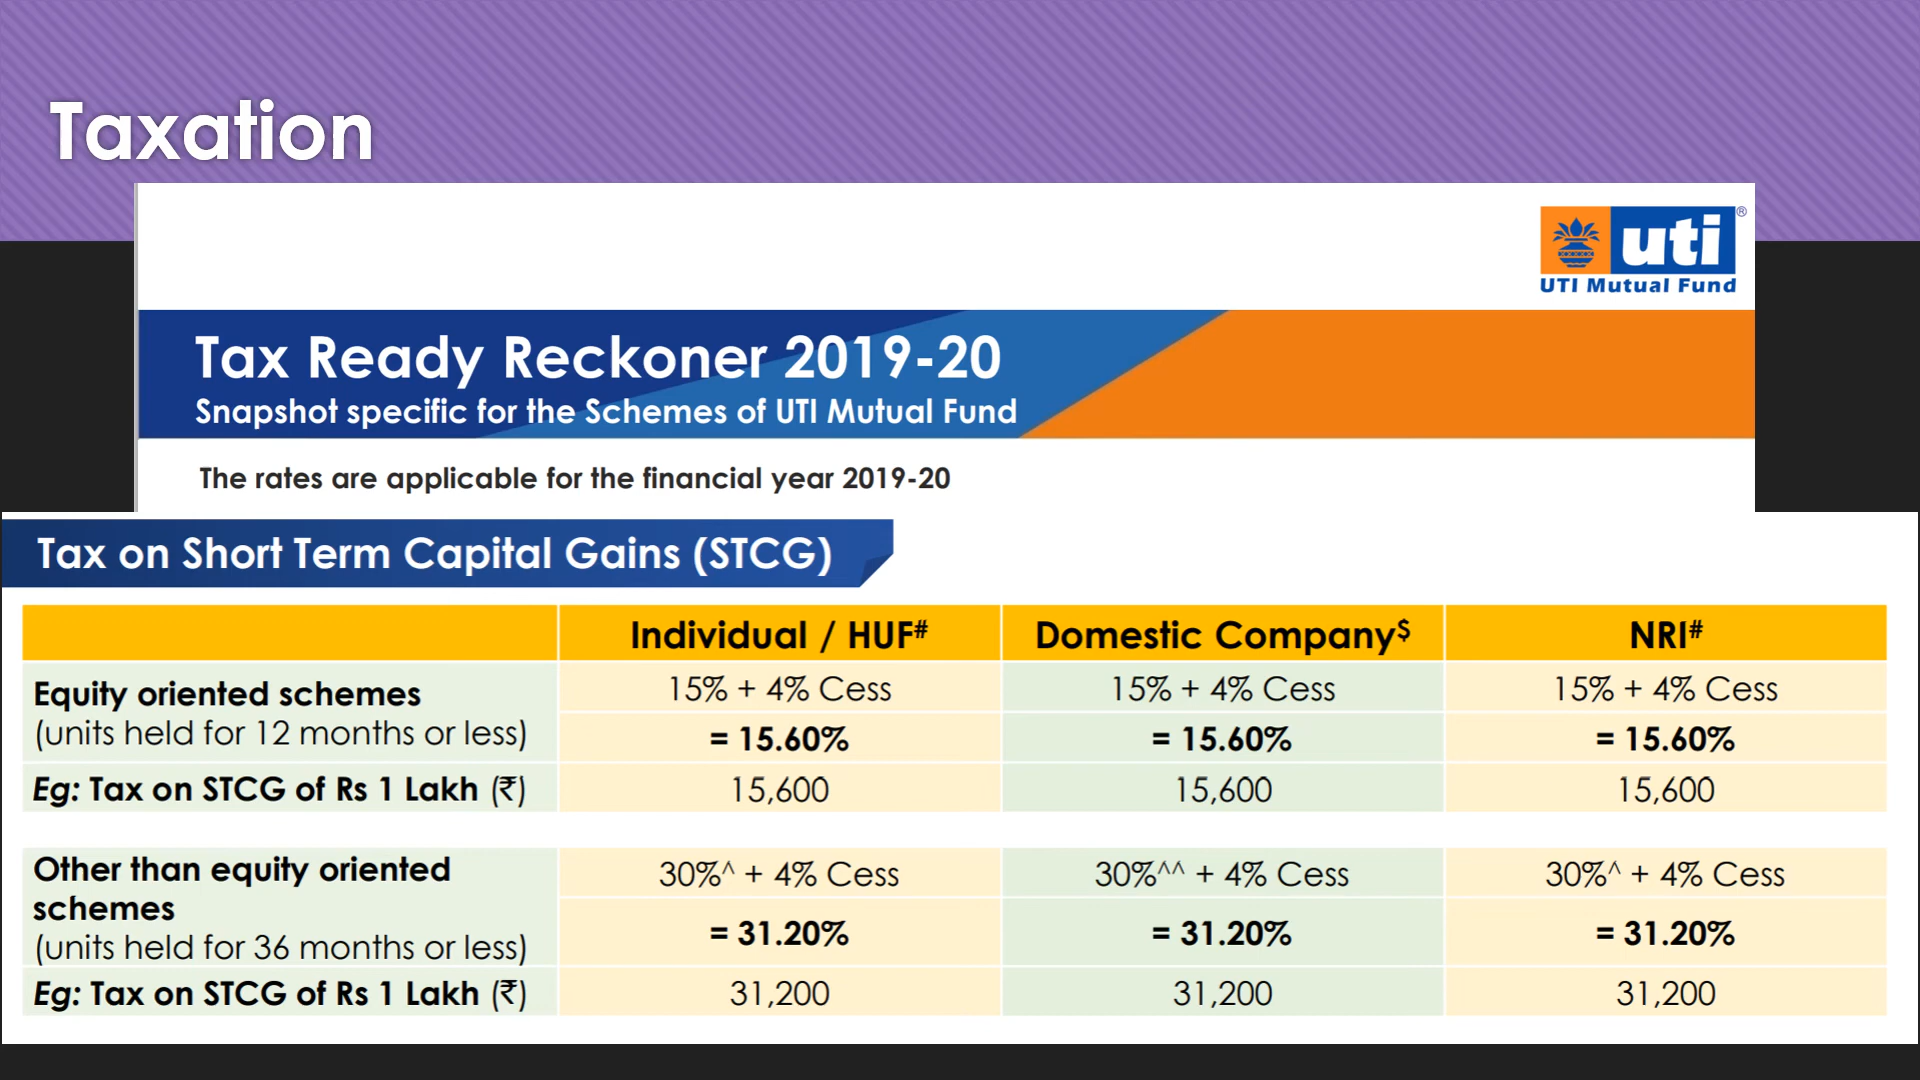 Taxation
uti®
UTI Mutual Fund
Tax Ready Reckoner 2019-20
Snapshot specific for the Schemes of UTI Mutual Fund
The rates are applicable for the financial year 2019-20
Tax on Short Term Capital Gains (STCG)
Individual / HUF# Domestic Company$ NRI#
Equity oriented schemes
(units held for 12 months or less)
15% + 4% Cess 15% + 4% Cess 15% + 4% Cess
= 15.60% = 15.60% = 15.60%
Eg: Tax on STCG of Rs 1 Lakh (₹) 15,600 15,600 15,600
Other than equity oriented
schemes
(units held for 36 months or less)
30%^ + 4% Cess 30%^^ + 4% Cess 30%^ + 4% Cess
= 31.20% = 31.20% = 31.20%
Eg: Tax on STCG of Rs 1 Lakh (₹) 31,200 31,200 31,200